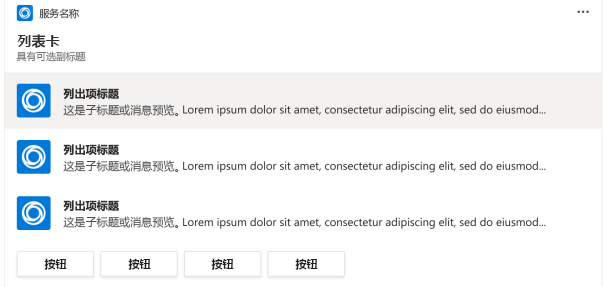 服务名称
列表卡
具有可选副标题
列出项标题
这是子标题或消息预览。Lorem ipsum dolor sit amet, consectetur adipiscing elit, sed do eiusmod...
列出项标题
这是子标题或消息预览。Lorem ipsum dolor sit amet, consectetur adipiscing elit, sed do eiusmod...
列出项标题
这是子标题或消息预览。Lorem ipsum dolor sit amet, consectetur adipiscing elit, sed do eiusmod...
按钮 按钮 按钮 按钮